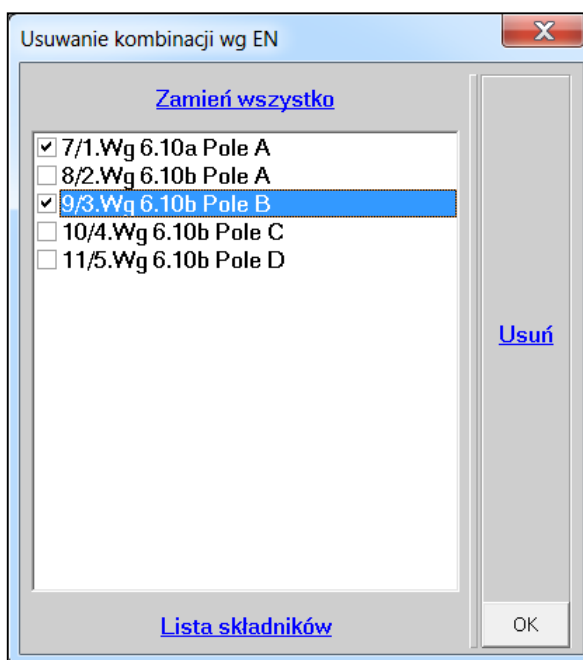 Usuwanie kombinacji wg EN
Zamień wszystko
7/1.Wg 6.10a Pole A
8/2.Wg 6.10b Pole A
9/3.Wg 6.10b Pole B
10/4.Wg 6.10b Pole C
11/5.Wg 6.10b Pole D
Usuń
Lista składników
OK